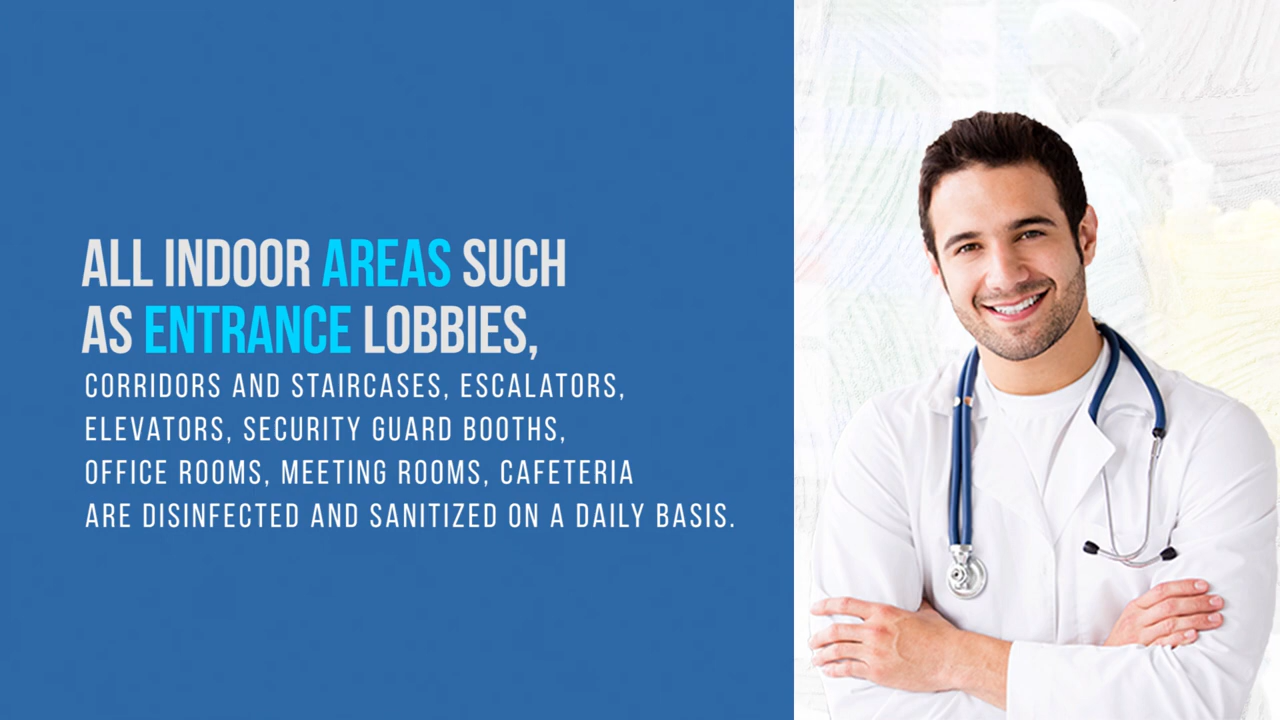 ALL INDOOR AREAS SUCH
AS ENTRANCE LOBBIES,
CORRIDORS AND STAIRCASES, ESCALATORS,
ELEVATORS, SECURITY GUARD BOOTHS,
OFFICE ROOMS, MEETING ROOMS, CAFETERIA
ARE DISINFECTED AND SANITIZED ON A DAILY BASIS.